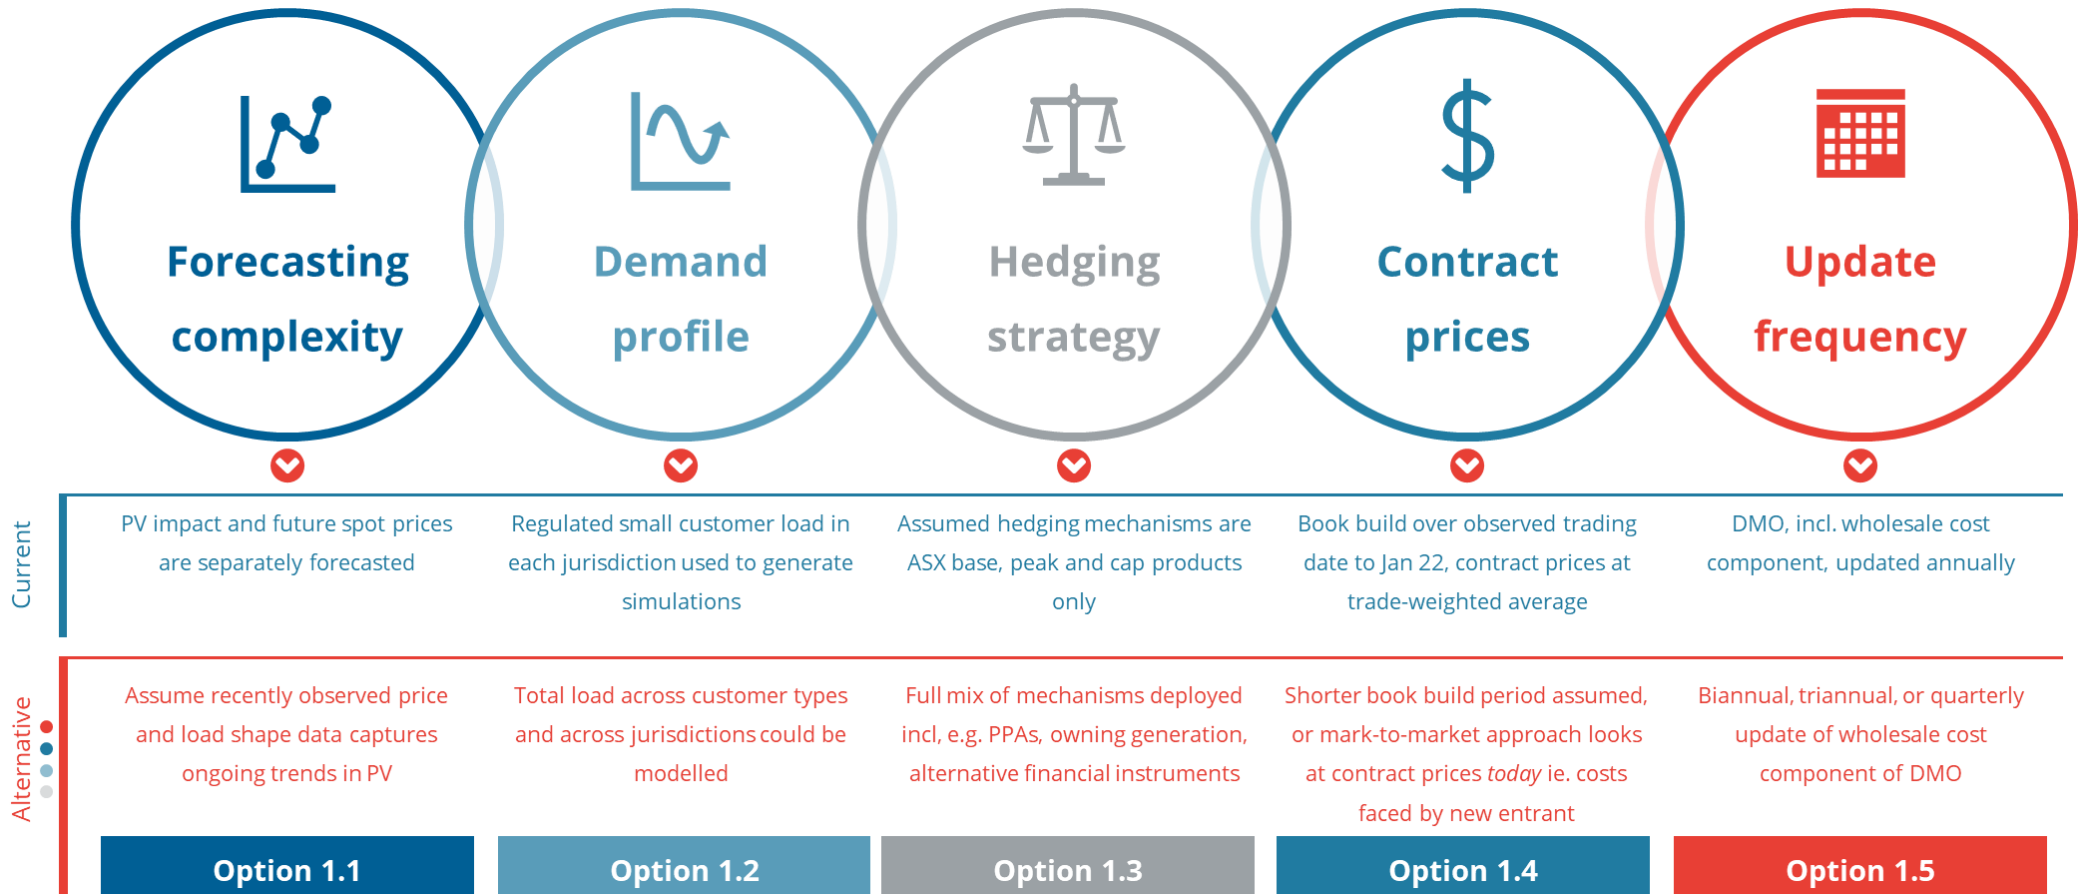 Forecasting
complexity
Demand
profile
Hedging
strategy
Contract
prices
Update
frequency
Current
PV impact and future spot prices
are separately forecasted
Regulated small customer load in
each jurisdiction used to generate
simulations
Assumed hedging mechanisms are
ASX base, peak and cap products
only
Book build over observed trading
date to Jan 22, contract prices at
trade-weighted average
DMO, incl. wholesale cost
component, updated annually
Alternative
Assume recently observed price
and load shape data captures
ongoing trends in PV
Total load across customer types
and across jurisdictions could be
modelled
Full mix of mechanisms deployed
incl, e.g. PPAs, owning generation,
alternative financial instruments
Shorter book build period assumed,
or mark-to-market approach looks
at contract prices today ie. costs
faced by new entrant
Biannual, triannual, or quarterly
update of wholesale cost
component of DMO
Option 1.1
Option 1.2
Option 1.3
Option 1.4
Option 1.5